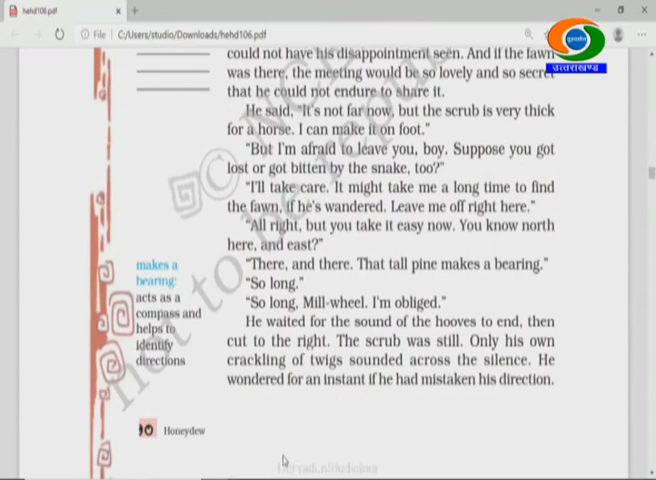 hehd106.pdf
File | C:/Users/studio/Downloads/hehd106.pdf
उत्तराखण्ड
could not have his disappointment seen. And if the fawn
was there, the meeting would be so lovely and so secret
that he could not endure to share it.
He said, "It's not far now, but the scrub is very thick
for a horse. I can make it on foot."
"But I'm afraid to leave you, boy. Suppose you got
lost or got bitten by the snake, too?"
"I'll take care. It might take me a long time to find
the fawn, if he's wandered. Leave me off right here."
"All right, but you take it easy now. You know north
here, and east?"
"There, and there. That tall pine makes a bearing."
"So long."
"So long, Mill-wheel. I'm obliged."
He waited for the sound of the hooves to end, then
cut to the right. The scrub was still. Only his own
crackling of twigs sounded across the silence. He
wondered for an instant if he had mistaken his direction.
makes a
bearing:
acts as a
compass and
helps to
identify
directions
Honeydew
© NCE
not to be repub